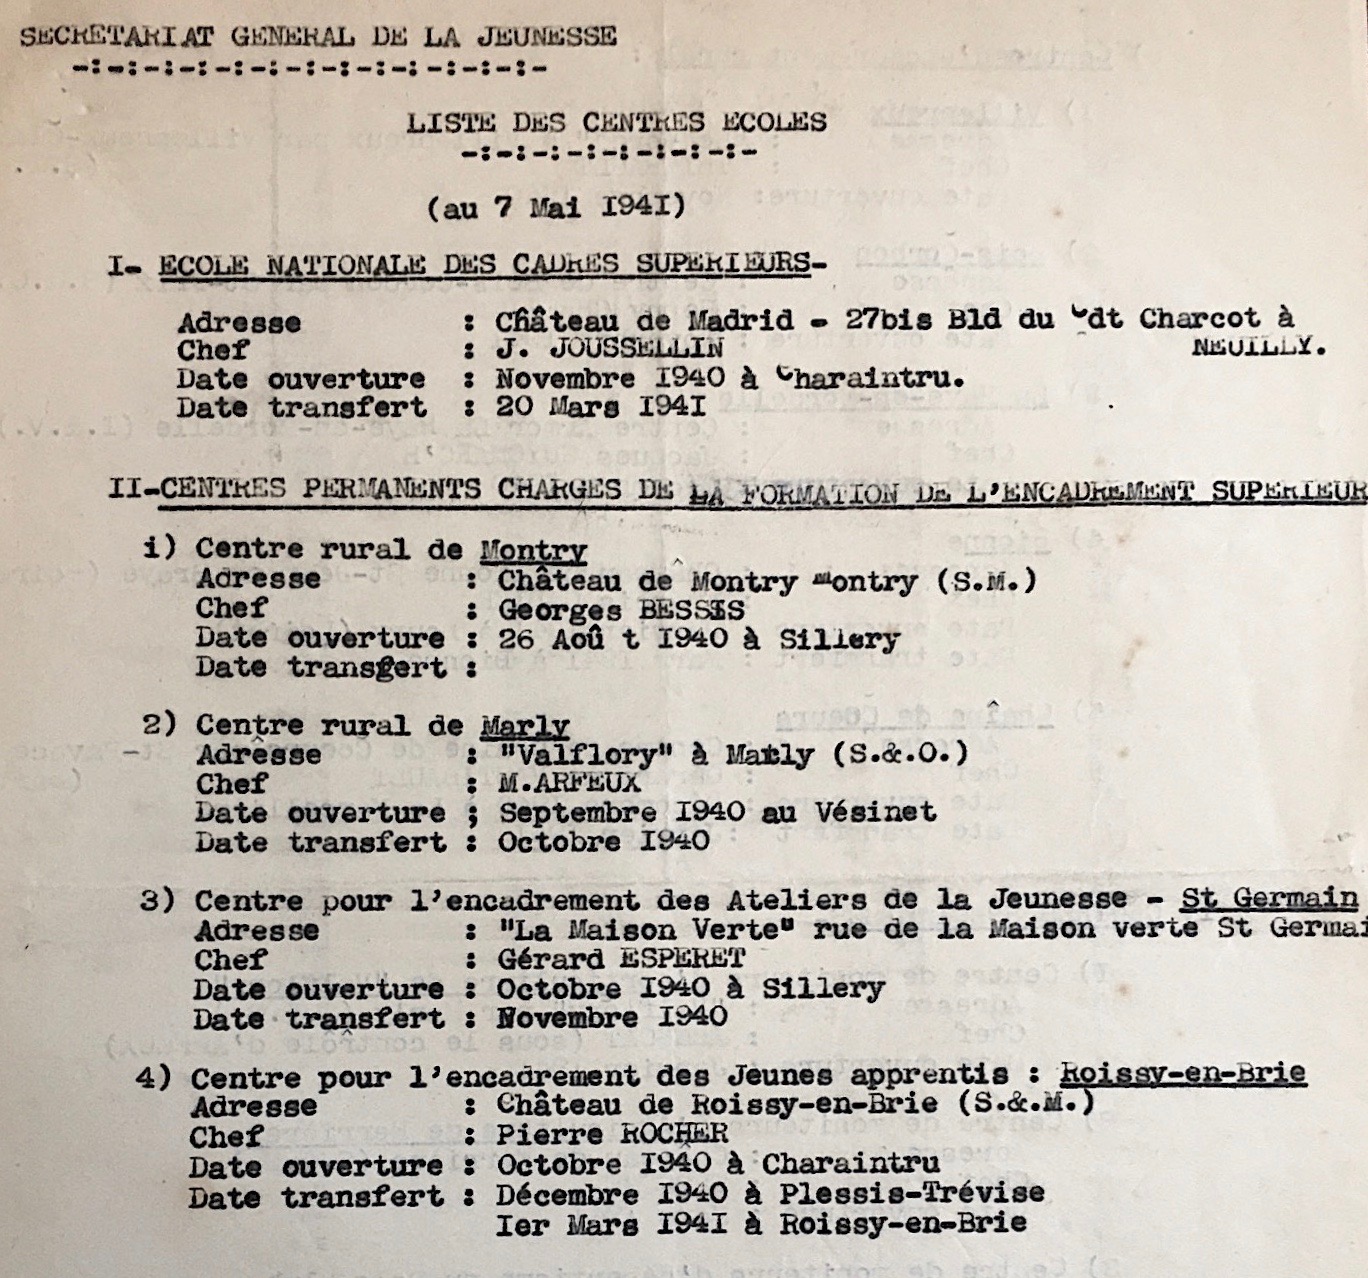 SECRETARIAT GENERAL DE LA JEUNESSE
-:-:-:-:-:-:-:-:-:-:-:-:-:-
LISTE DES CENTRES ECOLES
-:-:-:-:-:-:-:-:-
(au 7 Mai I94I)
I- ECOLE NATIONALE DES CADRES SUPERIEURS-
Adresse : Château de Madrid - 27bis Bld du Cdt Charcot à
NEUILLY.
Chef : J. JOUSSELLIN
Date ouverture : Novembre I940 à Charaintru.
Date transfert : 20 Mars I94I
II-CENTRES PERMANENTS CHARGES DE LA FORMATION DE L'ENCADREMENT SUPERIEUR
i) Centre rural de Montry
Adresse : Château de Montry Montry (S.M.)
Chef : Georges BESSIS
Date ouverture : 26 Aoû t I940 à Sillery
Date transfert :
2) Centre rural de Marly
Adresse : "Valflory" à Marly (S.&.O.)
Chef : M.ARFEUX
Date ouverture ; Septembre I940 au Vésinet
Date transfert : Octobre I940
3) Centre pour l'encadrement des Ateliers de la Jeunesse - St Germain
Adresse : "La Maison Verte" rue de la Maison verte St Germai
Chef : Gérard ESPERET
Date ouverture : Octobre I940 à Sillery
Date transfert : Novembre I940
4) Centre pour l'encadrement des Jeunes apprentis : Roissy-en-Brie
Adresse : Château de Roissy-en-Brie (S.&.M.)
Chef : Pierre ROCHER
Date ouverture : Octobre I940 à Charaintru
Date transfert : Décembre I940 à Plessis-Trévise
Ier Mars I94I à Roissy-en-Brie